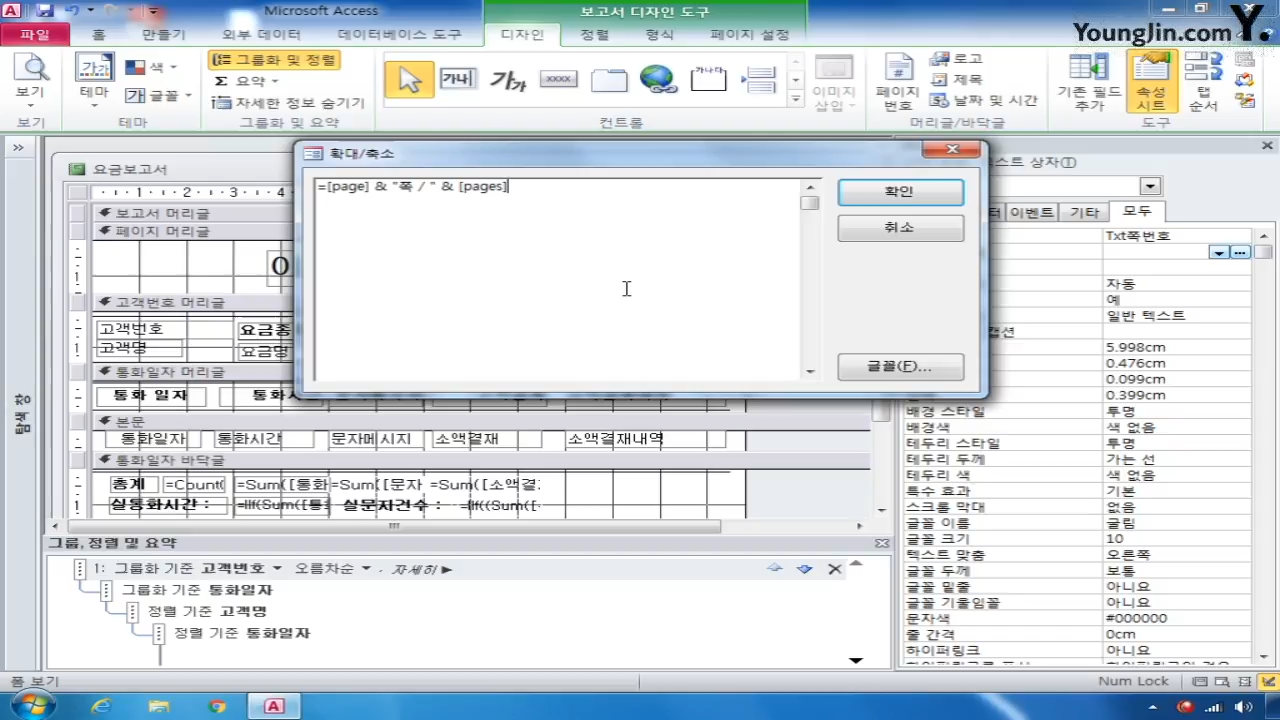 Microsoft Access
보고서 디자인 도구
YoungJin.com Y.
파일 홈 만들기 외부 데이터 데이터베이스 도구 디자인 정렬 형식 페이지 설정
보기 테마 색 글꼴
그룹화 및 정렬
Σ 요약
자세한 정보 숨기기
가나 가가 xxxx 가나다
이미지 삽입
페이지 번호
로고
제목
날짜 및 시간
기존 필드 추가
속성 시트
탭 순서
보기 테마 그룹화 및 요약 컨트롤 머리글/바닥글 도구
요금보고서
1 2 3 4
보고서 머리글
페이지 머리글
고객번호 머리글
고객번호
고객명 요금명
통화일자 머리글
통화 일자
본문
통화일자 통화시간 문자메시지 소액결재 소액결재내역
통화일자 바닥글
총계 =Count( =Sum([통화 =Sum([문자 =Sum([소액결
실통화시간 : =IIf(Sum([통 실문자건수 : =IIf((Sum([
확대/축소
=[page] & "쪽 / " & [pages]
확인
취소
글꼴(F)...
이벤트 기타 모두
Txt쪽번호
자동
예
일반 텍스트
캡션
5.998cm
0.476cm
0.099cm
0.399cm
배경 스타일 투명
배경색 색 없음
테두리 스타일 투명
테두리 두께 가는 선
테두리 색 색 없음
특수 효과 기본
스크롤 막대 없음
글꼴 이름 굴림
글꼴 크기 10
텍스트 맞춤 오른쪽
글꼴 두께 보통
글꼴 밑줄 아니요
글꼴 기울임꼴 아니요
문자색 #000000
줄 간격 0cm
하이퍼링크 아니요
탐색 창
그룹, 정렬 및 요약
1: 그룹화 기준 고객번호 오름차순 , 자세히
그룹화 기준 통화일자
정렬 기준 고객명
정렬 기준 통화일자
폼 보기
Num Lock